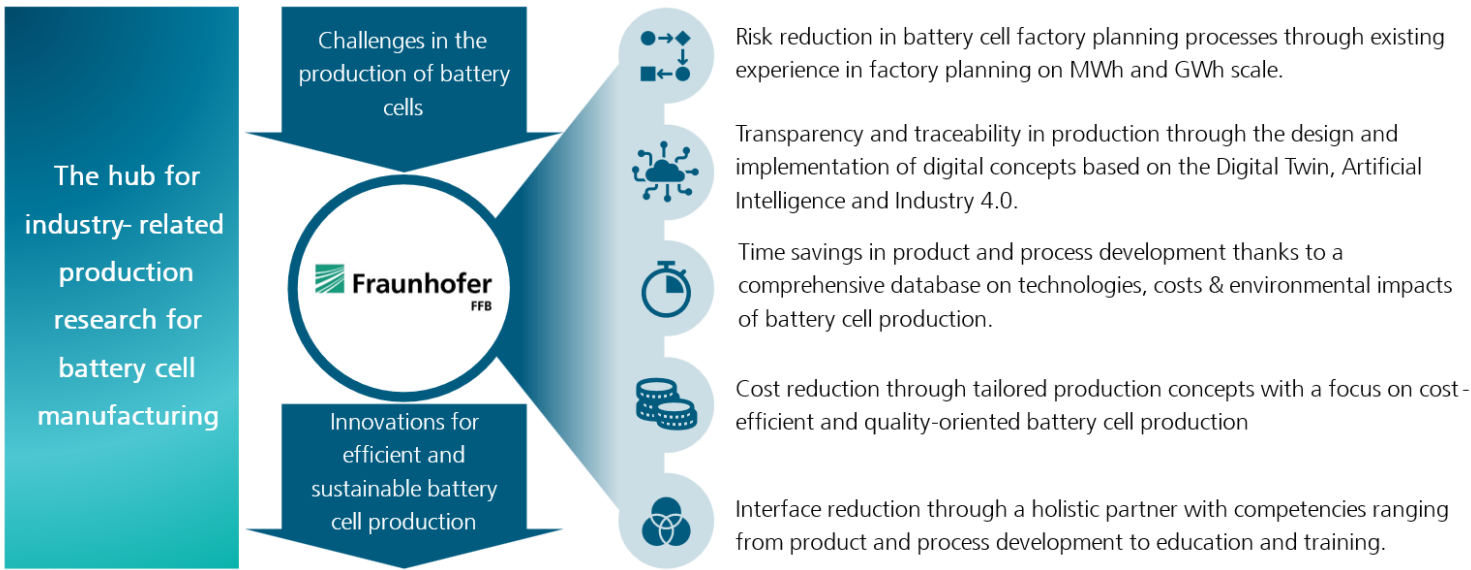 The hub for
industry- related
production
research for
battery cell
manufacturing
Challenges in the
production of battery
cells
Fraunhofer
FFB
Innovations for
efficient and
sustainable battery
cell production
Risk reduction in battery cell factory planning processes through existing
experience in factory planning on MWh and GWh scale.
Transparency and traceability in production through the design and
implementation of digital concepts based on the Digital Twin, Artificial
Intelligence and Industry 4.0.
Time savings in product and process development thanks to a
comprehensive database on technologies, costs & environmental impacts
of battery cell production.
Cost reduction through tailored production concepts with a focus on cost-
efficient and quality-oriented battery cell production
Interface reduction through a holistic partner with competencies ranging
from product and process development to education and training.